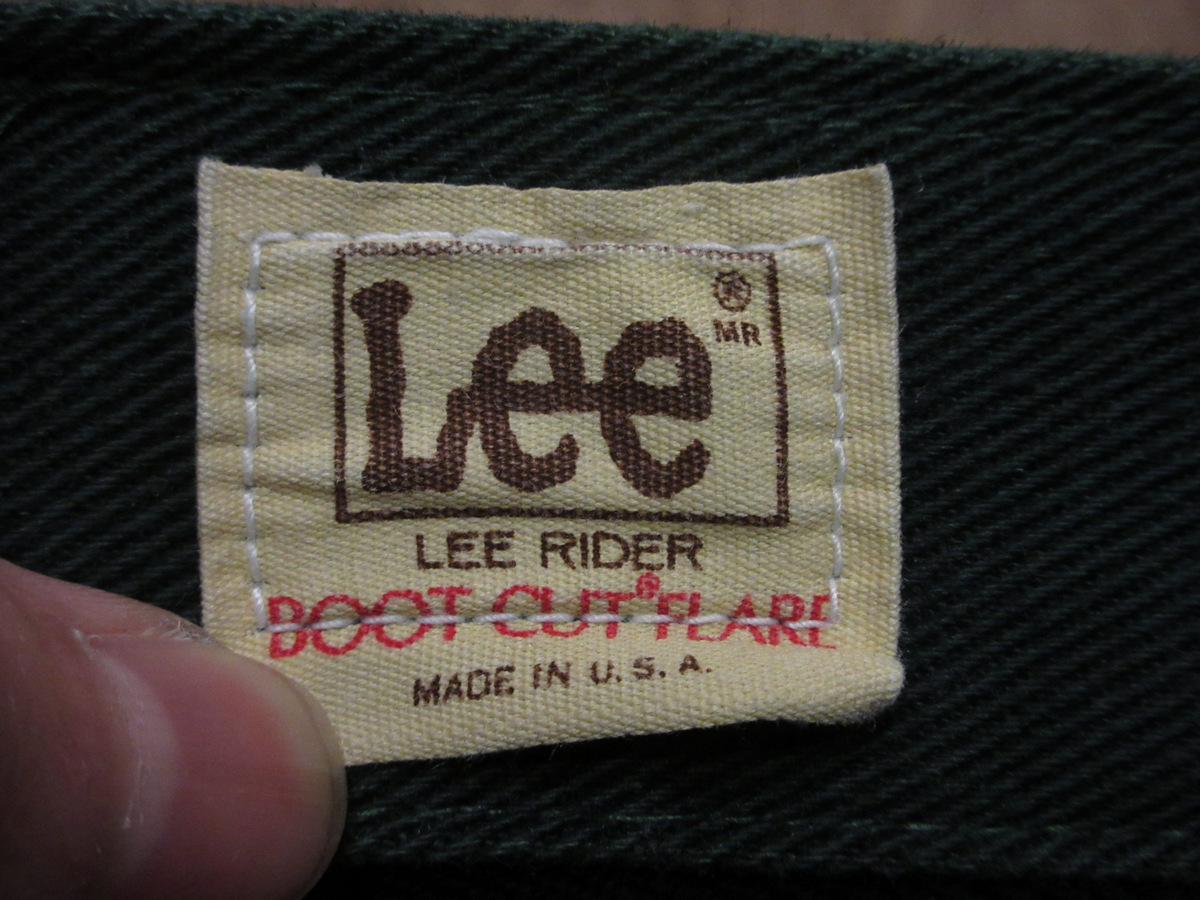 Lee ®
MR
LEE RIDER
BOOT CUT® FLARE
MADE IN U.S.A.